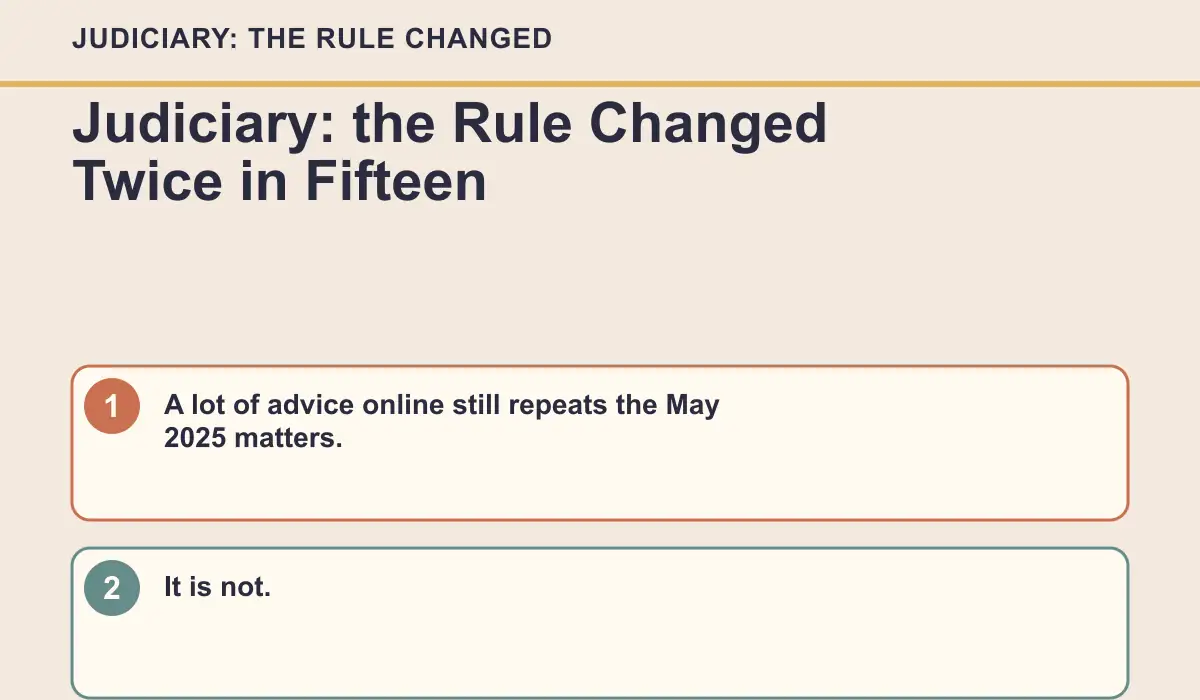 JUDICIARY: THE RULE CHANGED
Judiciary: the Rule Changed
Twice in Fifteen
1
A lot of advice online still repeats the May
2025 matters.
2
It is not.